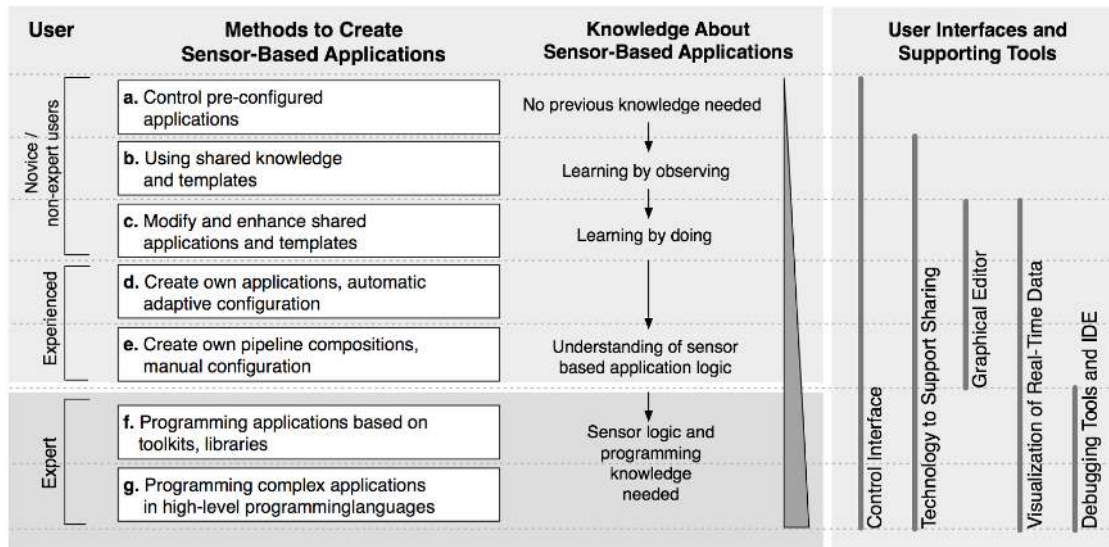 User
Methods to Create
Sensor-Based Applications
Knowledge About
Sensor-Based Applications
User Interfaces and
Supporting Tools
Novice /
non-expert users
a. Control pre-configured
applications
No previous knowledge needed
b. Using shared knowledge
and templates
Learning by observing
c. Modify and enhance shared
applications and templates
Learning by doing
Experienced
d. Create own applications, automatic
adaptive configuration
e. Create own pipeline compositions,
manual configuration
Understanding of sensor
based application logic
Expert
f. Programming applications based on
toolkits, libraries
g. Programming complex applications
in high-level programminglanguages
Sensor logic and
programming
knowledge
needed
Control Interface
Technology to Support Sharing
Graphical Editor
Visualization of Real-Time Data
Debugging Tools and IDE